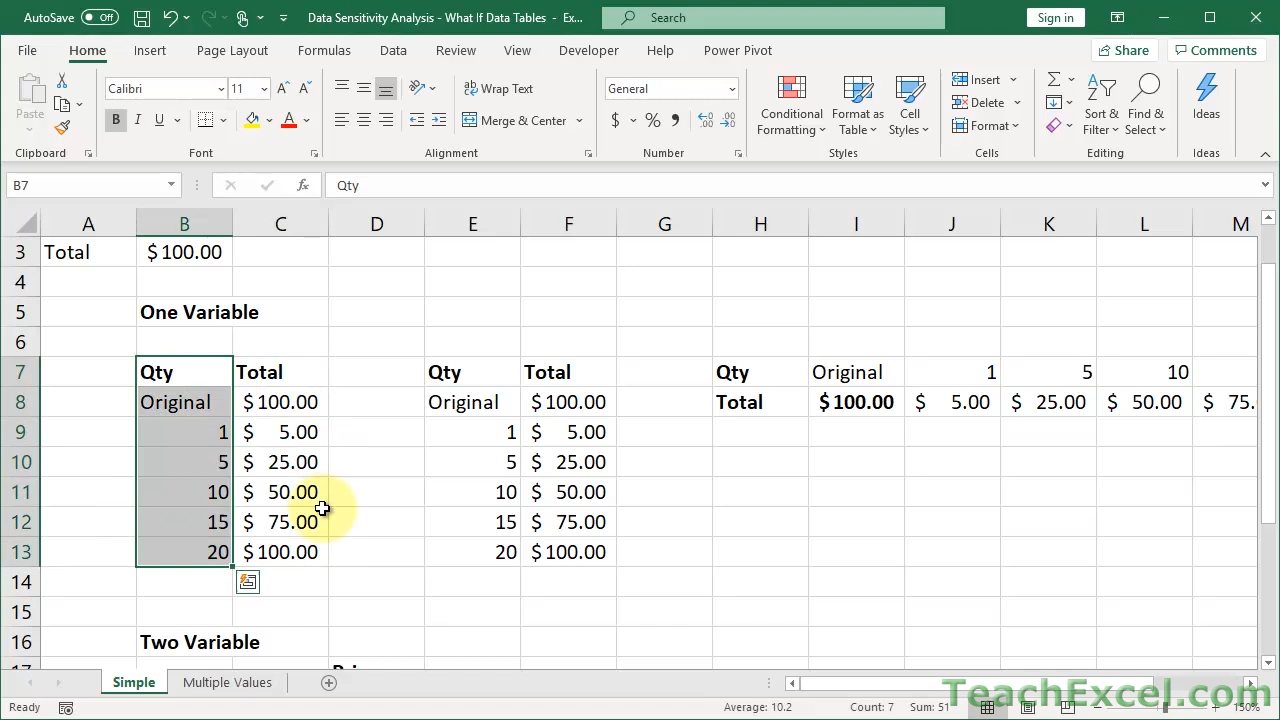 AutoSave Off Data Sensitivity Analysis - What If Data Tables - Ex... Search Sign in
File Home Insert Page Layout Formulas Data Review View Developer Help Power Pivot Share Comments
Paste Calibri 11 A A Wrap Text General Conditional Formatting Format as Table Cell Styles Insert Delete Format Sort & Filter Find & Select Ideas
B I U A Merge & Center $ % 9
Clipboard Font Alignment Number Styles Cells Editing Ideas
B7 fx Qty
A B C D E F G H I J K L M
3 Total $ 100.00
4
5 One Variable
6
7 Qty Total Qty Total Qty Original 1 5 10
8 Original $ 100.00 Original $ 100.00 Total $ 100.00 $ 5.00 $ 25.00 $ 50.00 $ 75.
9 1 $ 5.00 1 $ 5.00
10 5 $ 25.00 5 $ 25.00
11 10 $ 50.00 10 $ 50.00
12 15 $ 75.00 15 $ 75.00
13 20 $ 100.00 20 $ 100.00
14
15
16 Two Variable
17
Simple Multiple Values
Ready Average: 10.2 Count: 7 Sum: 51 150%
TeachExcel.com